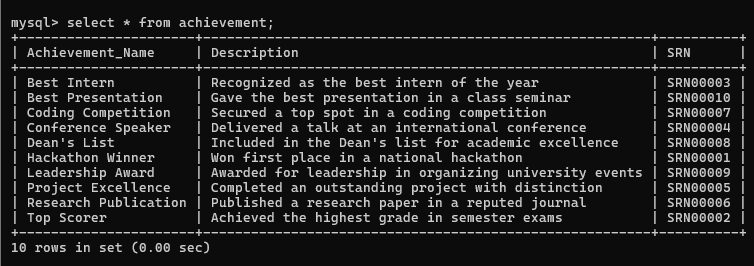 mysql> select * from achievement;
+----------------------+--------------------------------------------------------+----------+
| Achievement_Name     | Description                                            | SRN      |
+----------------------+--------------------------------------------------------+----------+
| Best Intern          | Recognized as the best intern of the year              | SRN00003 |
| Best Presentation    | Gave the best presentation in a class seminar          | SRN00010 |
| Coding Competition   | Secured a top spot in a coding competition             | SRN00007 |
| Conference Speaker   | Delivered a talk at an international conference        | SRN00004 |
| Dean's List          | Included in the Dean's list for academic excellence    | SRN00008 |
| Hackathon Winner     | Won first place in a national hackathon                | SRN00001 |
| Leadership Award     | Awarded for leadership in organizing university events | SRN00009 |
| Project Excellence   | Completed an outstanding project with distinction      | SRN00005 |
| Research Publication | Published a research paper in a reputed journal        | SRN00006 |
| Top Scorer           | Achieved the highest grade in semester exams           | SRN00002 |
+----------------------+--------------------------------------------------------+----------+
10 rows in set (0.00 sec)